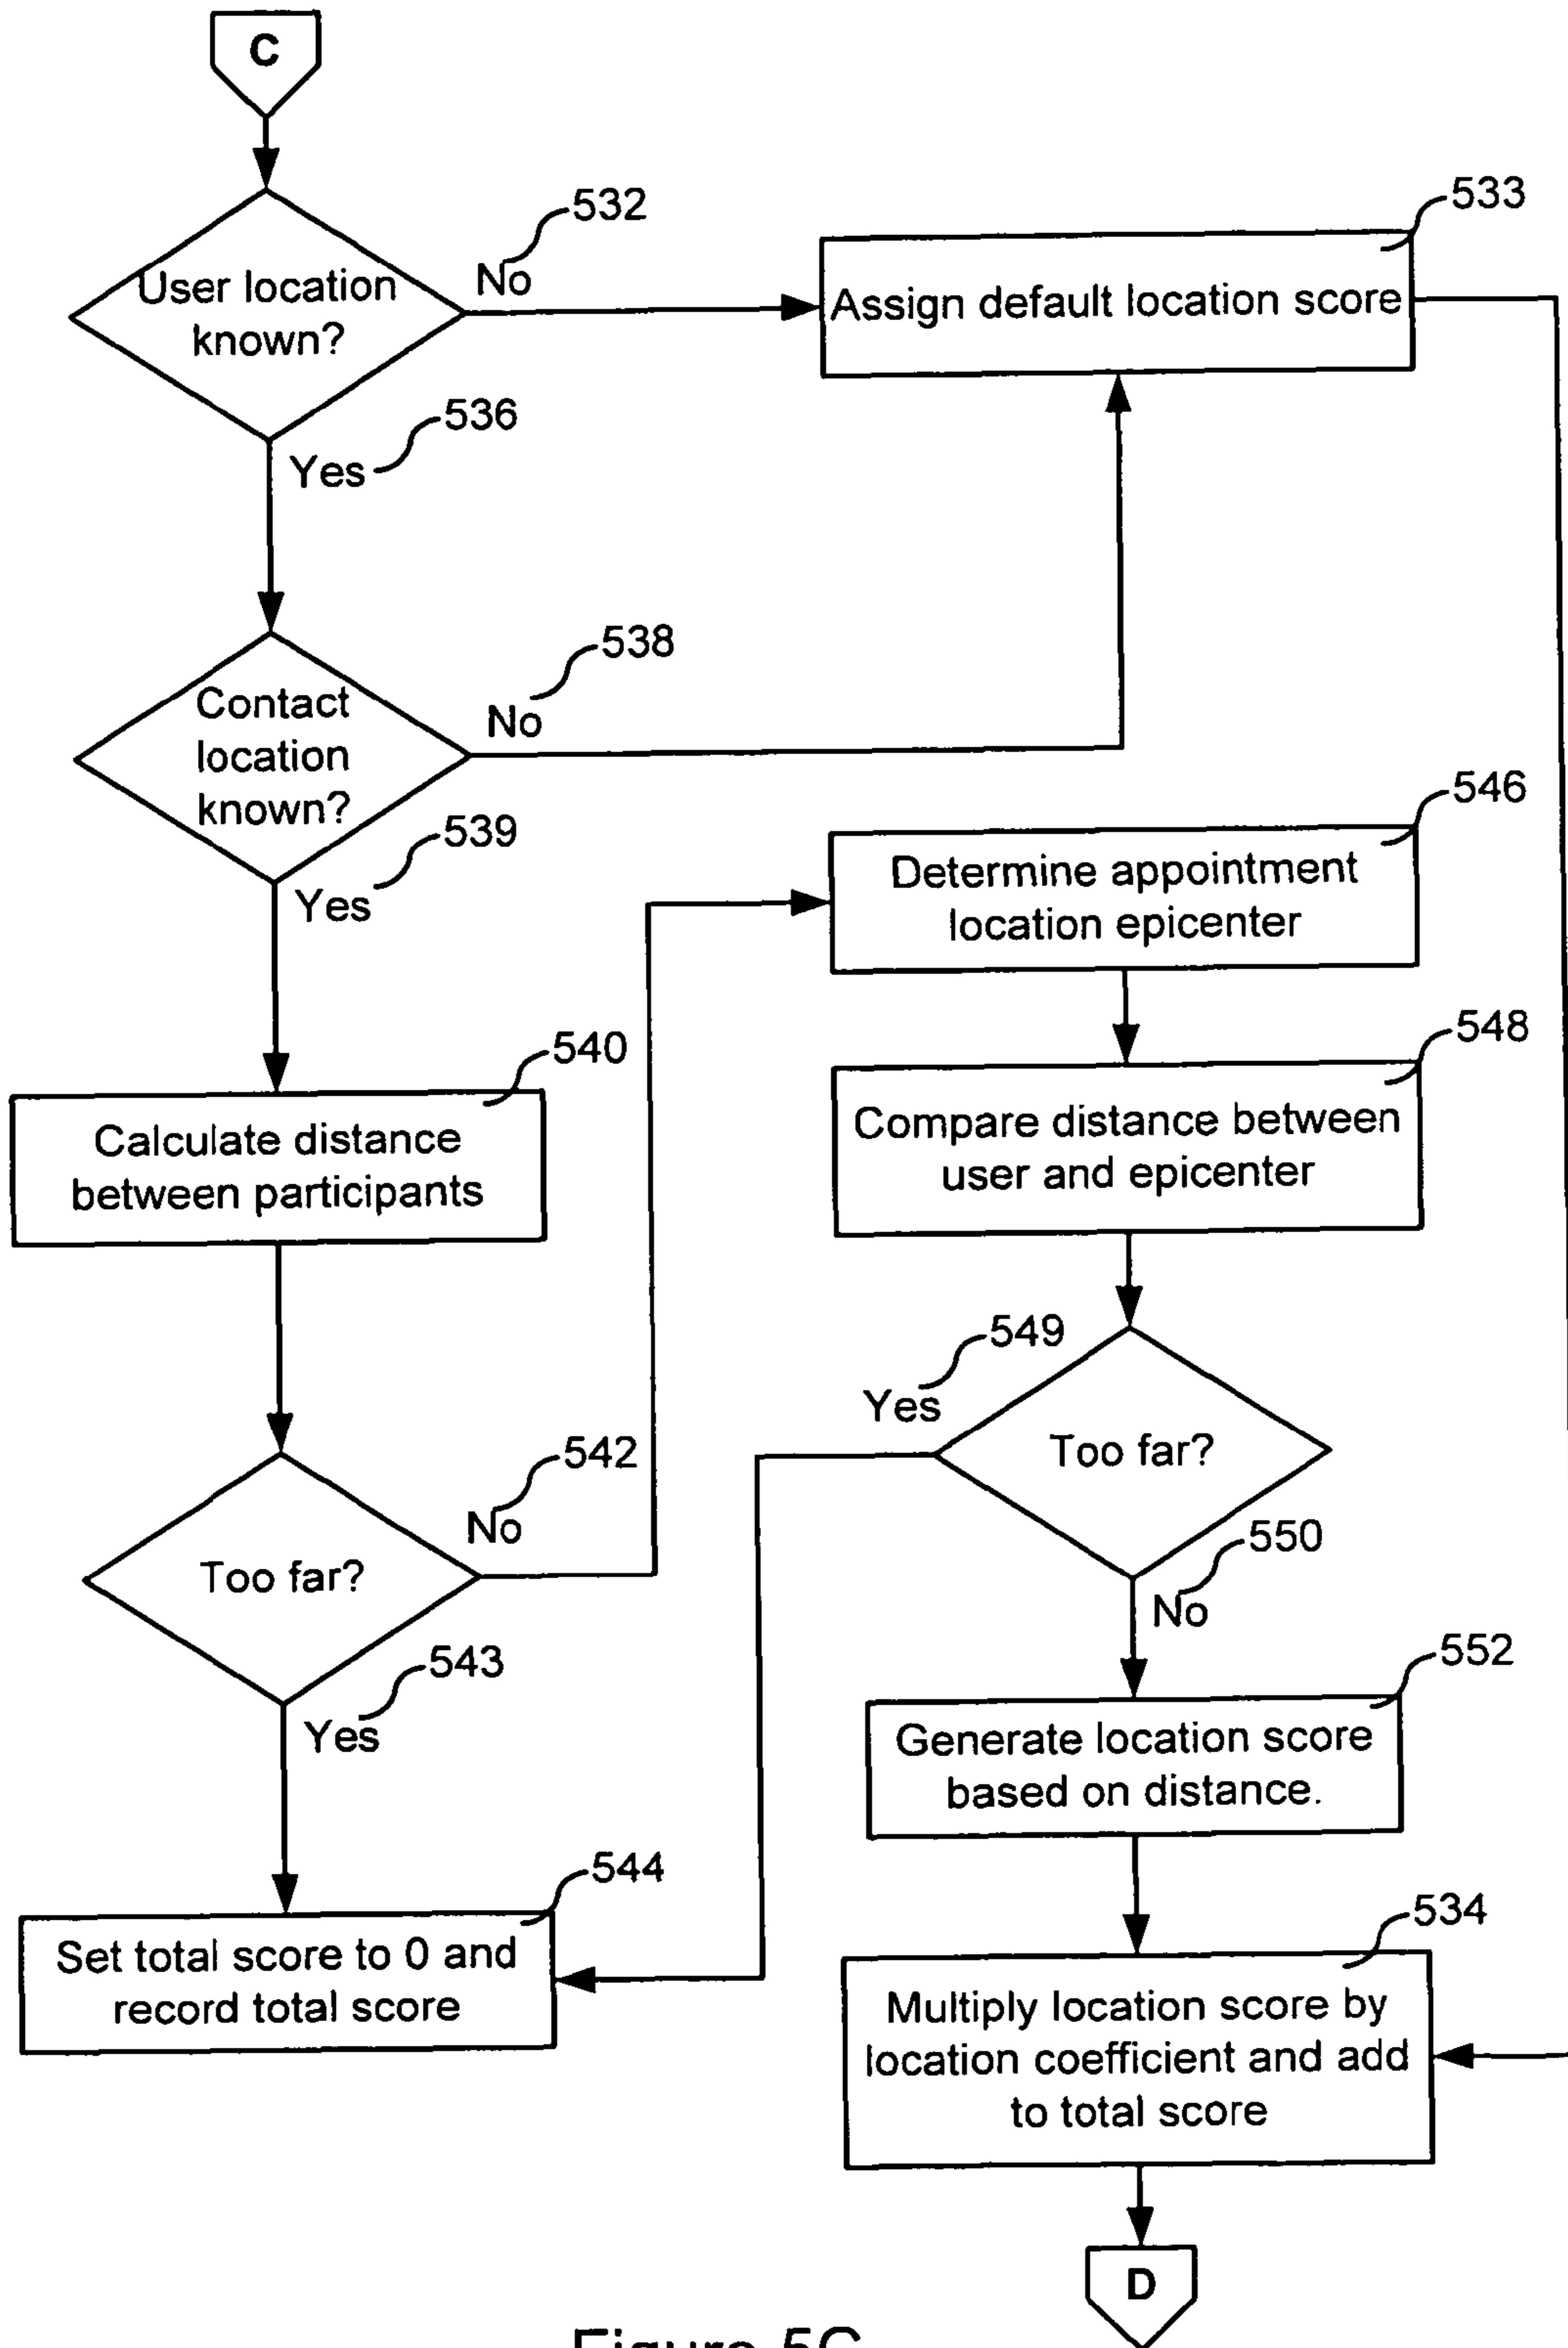 C
532
533
User location
known?
No
Assign default location score
536
Yes
538
Contact
location
known?
No
546
539
Yes
Determine appointment
location epicenter
548
540
Calculate distance
between participants
Compare distance between
user and epicenter
549
Yes
Too far?
542
No
550
No
Too far?
543
Yes
552
Generate location score
based on distance.
544
534
Set total score to 0 and
record total score
Multiply location score by
location coefficient and add
to total score
D
Figure 5C